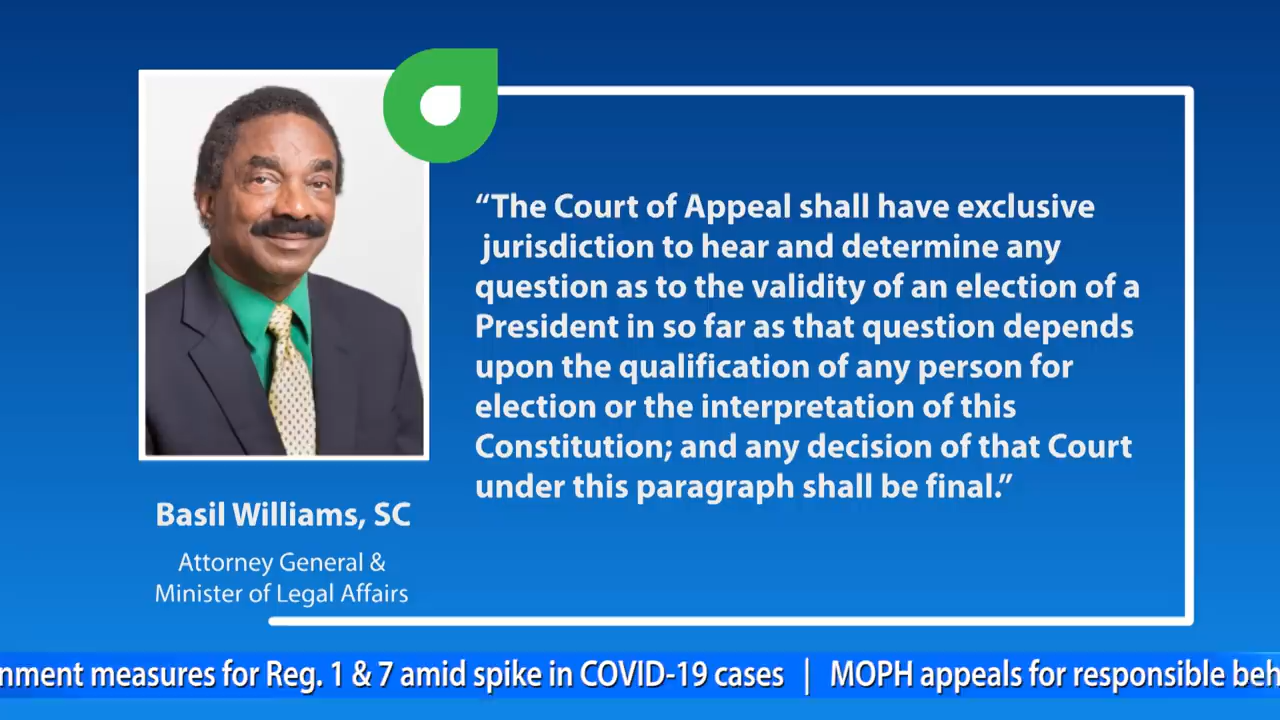 “The Court of Appeal shall have exclusive
jurisdiction to hear and determine any
question as to the validity of an election of a
President in so far as that question depends
upon the qualification of any person for
election or the interpretation of this
Constitution; and any decision of that Court
under this paragraph shall be final.”
Basil Williams, SC
Attorney General &
Minister of Legal Affairs
measures for Reg. 1 & 7 amid spike in COVID-19 cases | MOPH appeals for responsible